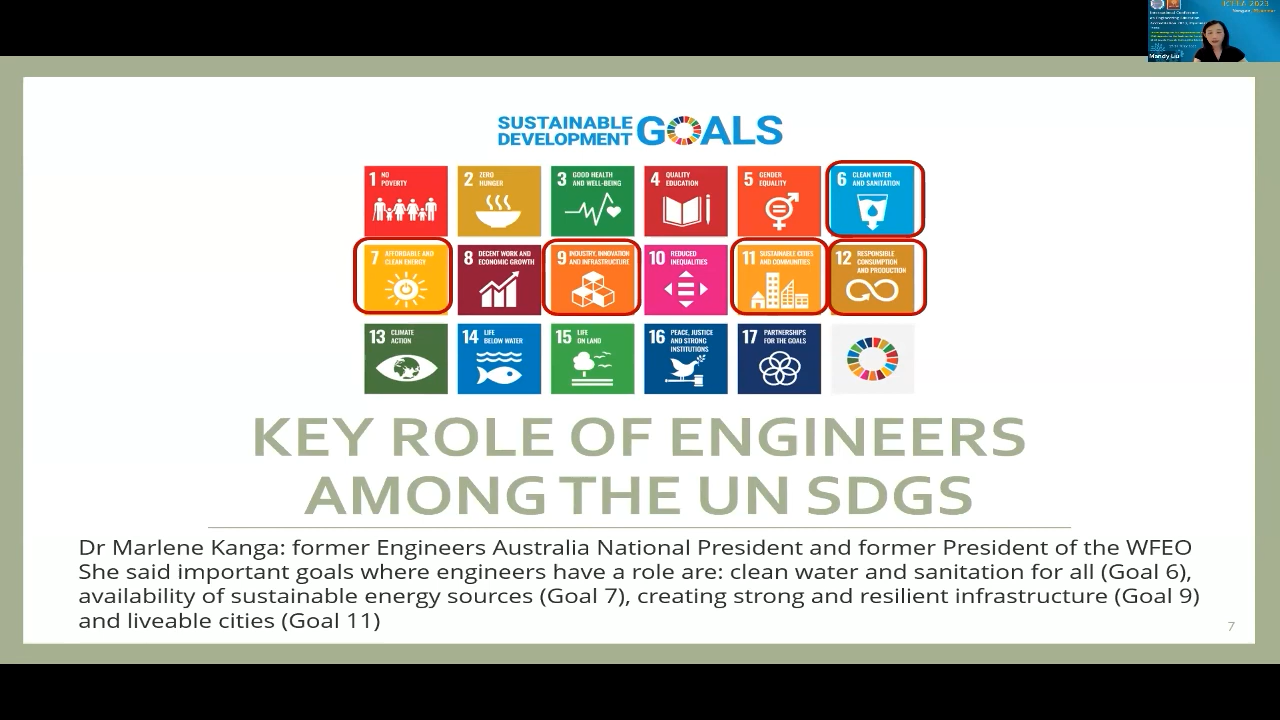 ICEEA 2023
International Conference
on Engineering Education
Mandy Liu
SUSTAINABLE
DEVELOPMENT GOALS
1 NO
POVERTY
2 ZERO
HUNGER
3 GOOD HEALTH
AND WELL-BEING
4 QUALITY
EDUCATION
5 GENDER
EQUALITY
6 CLEAN WATER
AND SANITATION
7 AFFORDABLE AND
CLEAN ENERGY
8 DECENT WORK AND
ECONOMIC GROWTH
9 INDUSTRY, INNOVATION
AND INFRASTRUCTURE
10 REDUCED
INEQUALITIES
11 SUSTAINABLE CITIES
AND COMMUNITIES
12 RESPONSIBLE
CONSUMPTION
AND PRODUCTION
13 CLIMATE
ACTION
14 LIFE
BELOW WATER
15 LIFE
ON LAND
16 PEACE, JUSTICE
AND STRONG
INSTITUTIONS
17 PARTNERSHIPS
FOR THE GOALS
KEY ROLE OF ENGINEERS
AMONG THE UN SDGS
Dr Marlene Kanga: former Engineers Australia National President and former President of the WFEO
She said important goals where engineers have a role are: clean water and sanitation for all (Goal 6),
availability of sustainable energy sources (Goal 7), creating strong and resilient infrastructure (Goal 9)
and liveable cities (Goal 11)
7